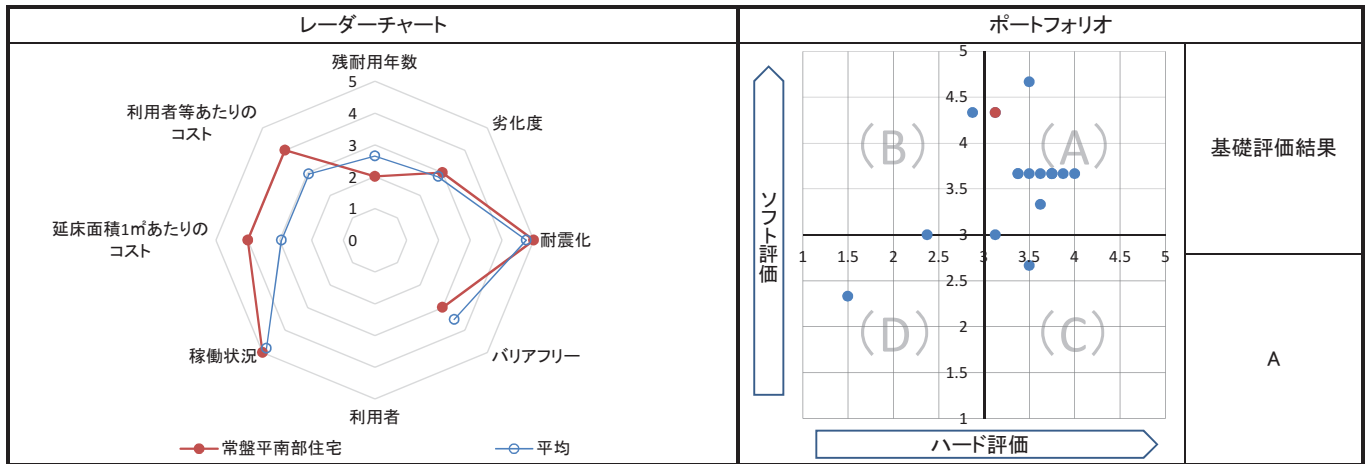 レーダーチャート
残耐用年数
劣化度
耐震化
バリアフリー
利用者
稼働状況
延床面積1㎡あたりの
コスト
利用者等あたりの
コスト
5
4
3
2
1
0
常盤平南部住宅
平均
ポートフォリオ
ソフト評価
5
4.5
4
3.5
3
2.5
2
1.5
1
1 1.5 2 2.5 3 3.5 4 4.5 5
(B)
(A)
(D)
(C)
ハード評価
基礎評価結果
A